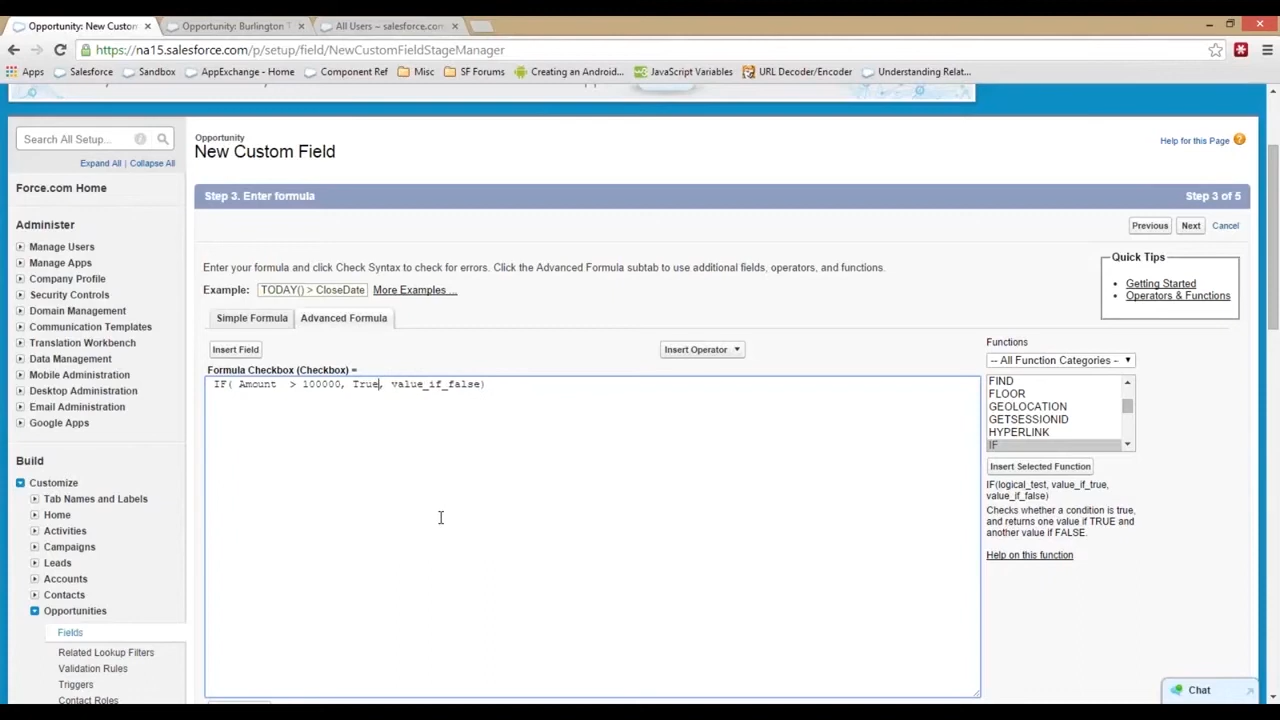 Opportunity: New Custom
Opportunity: Burlington T
All Users ~ salesforce.com
https://na15.salesforce.com/p/setup/field/NewCustomFieldStageManager
Apps Salesforce Sandbox AppExchange - Home Component Ref Misc SF Forums Creating an Android... JavaScript Variables URL Decoder/Encoder Understanding Relat...
Search All Setup...
Expand All | Collapse All
Force.com Home
Administer
Manage Users
Manage Apps
Company Profile
Security Controls
Domain Management
Communication Templates
Translation Workbench
Data Management
Mobile Administration
Desktop Administration
Email Administration
Google Apps
Build
Customize
Tab Names and Labels
Home
Activities
Campaigns
Leads
Accounts
Contacts
Opportunities
Fields
Related Lookup Filters
Validation Rules
Triggers
Contact Roles
Opportunity
New Custom Field
Help for this Page
Step 3. Enter formula
Step 3 of 5
Previous Next Cancel
Enter your formula and click Check Syntax to check for errors. Click the Advanced Formula subtab to use additional fields, operators, and functions.
Example: TODAY() > CloseDate More Examples ...
Quick Tips
Getting Started
Operators & Functions
Simple Formula Advanced Formula
Insert Field
Insert Operator
Formula Checkbox (Checkbox) =
IF( Amount  > 100000, True, value_if_false)
Functions
-- All Function Categories -
FIND
FLOOR
GEOLOCATION
GETSESSIONID
HYPERLINK
IF
Insert Selected Function
IF(logical_test, value_if_true,
value_if_false)
Checks whether a condition is true,
and returns one value if TRUE and
another value if FALSE.
Help on this function
Chat